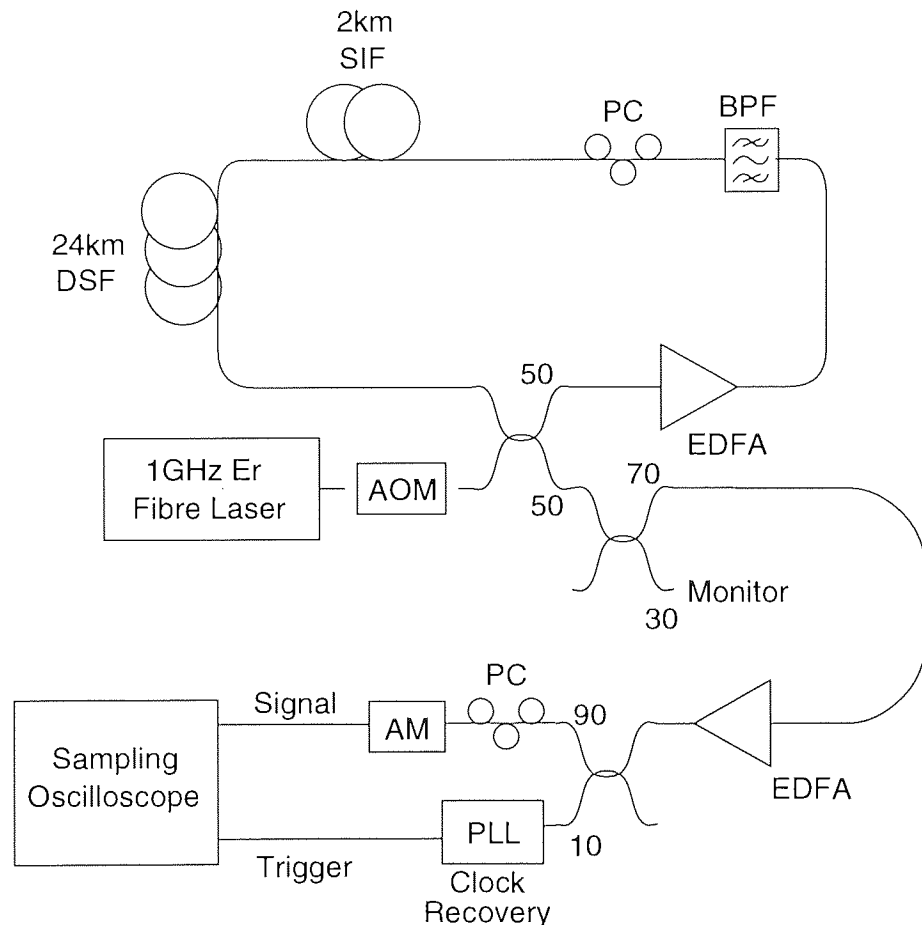 2km
SIF
PC
BPF
24km
DSF
50
EDFA
1GHz Er
Fibre Laser
AOM
50
70
Monitor
30
PC
Signal
AM
90
Sampling
Oscilloscope
EDFA
PLL
10
Trigger
Clock
Recovery